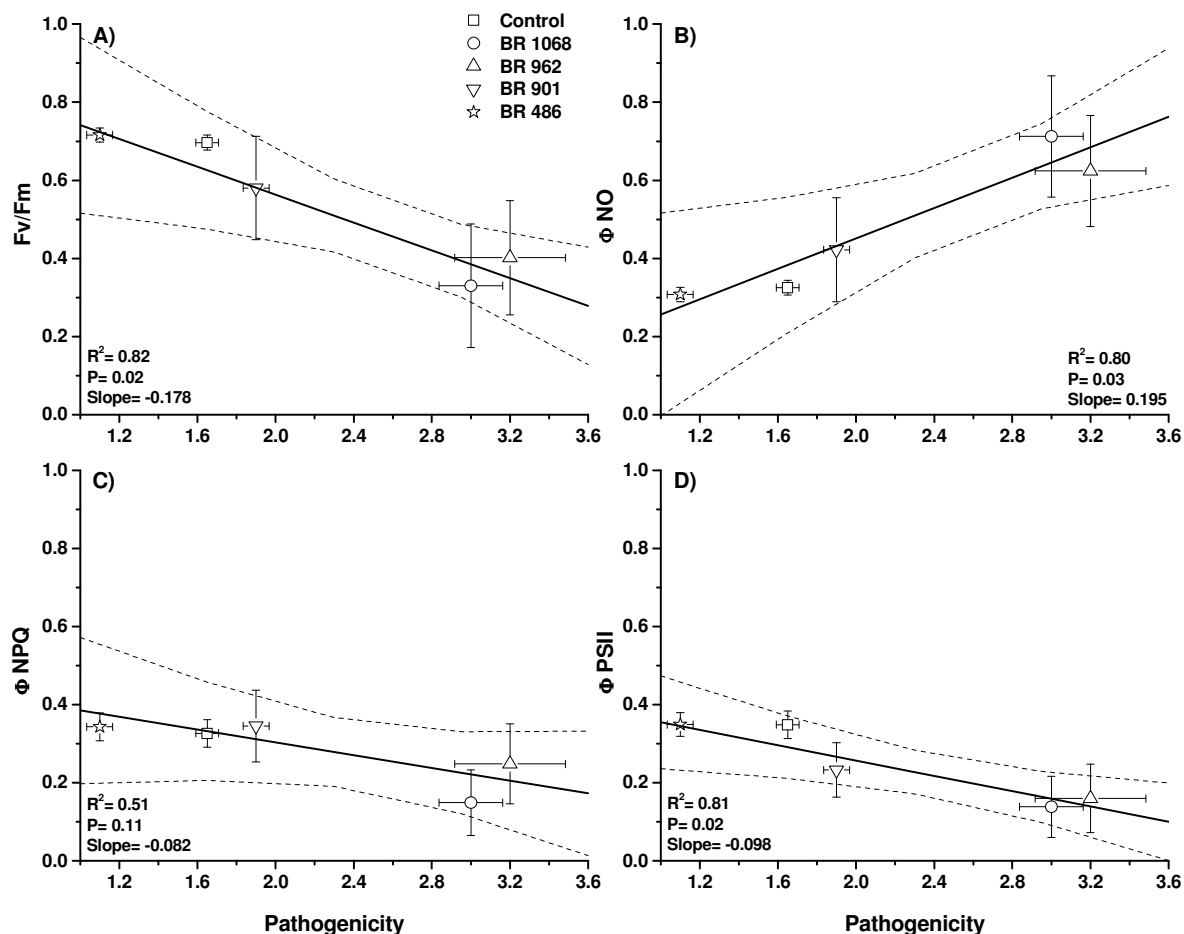 A)
Control
BR 1068
BR 962
BR 901
BR 486
1.0
0.8
0.6
0.4
0.2
0.0
Fv/Fm
R²= 0.82
P= 0.02
Slope= -0.178
1.2 1.6 2.0 2.4 2.8 3.2 3.6
B)
1.0
0.8
0.6
0.4
0.2
0.0
Φ NO
R²= 0.80
P= 0.03
Slope= 0.195
1.2 1.6 2.0 2.4 2.8 3.2 3.6
C)
1.0
0.8
0.6
0.4
0.2
0.0
Φ NPQ
R²= 0.51
P= 0.11
Slope= -0.082
1.2 1.6 2.0 2.4 2.8 3.2 3.6
Pathogenicity
D)
1.0
0.8
0.6
0.4
0.2
0.0
Φ PSII
R²= 0.81
P= 0.02
Slope= -0.098
1.2 1.6 2.0 2.4 2.8 3.2 3.6
Pathogenicity